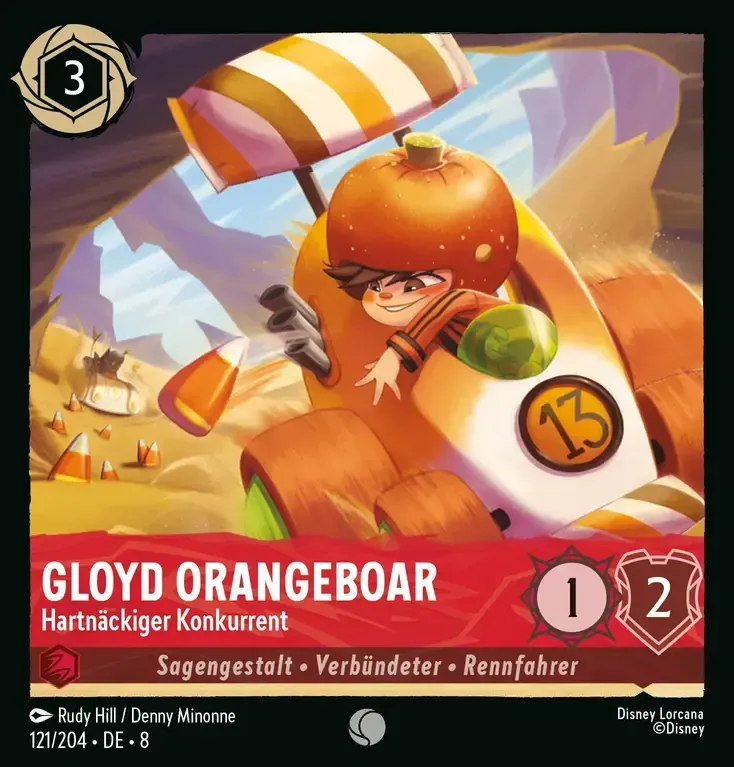 3
13
GLOYD ORANGEBOAR
Hartnäckiger Konkurrent
1
2
Sagengestalt • Verbündeter • Rennfahrer
Rudy Hill / Denny Minonne
121/204 • DE • 8
Disney Lorcana
©Disney